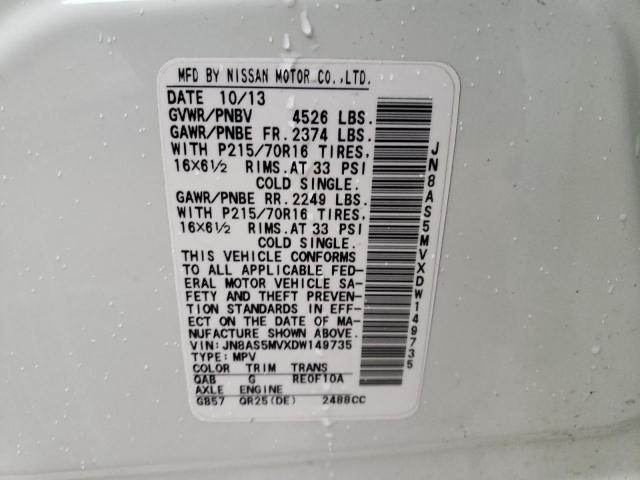 MFD BY NISSAN MOTOR CO.,LTD.
DATE 10/13
GVWR/PNBV 4526 LBS.
GAWR/PNBE FR. 2374 LBS.
WITH P215/70R16 TIRES,
16X6½ RIMS. AT 33 PSI
COLD SINGLE.
GAWR/PNBE RR. 2249 LBS.
WITH P215/70R16 TIRES,
16X6½ RIMS. AT 33 PSI
COLD SINGLE.
THIS VEHICLE CONFORMS
TO ALL APPLICABLE FED-
ERAL MOTOR VEHICLE SA-
FETY AND THEFT PREVEN-
TION STANDARDS IN EFF-
ECT ON THE DATE OF MA-
NUFACTURE SHOWN ABOVE.
VIN: JN8AS5MVXDW149735
TYPE: MPV
COLOR TRIM TRANS
QAB G RE0F10A
AXLE ENGINE
GB57 QR25(DE) 2488CC
JN8AS5MVXDW149735